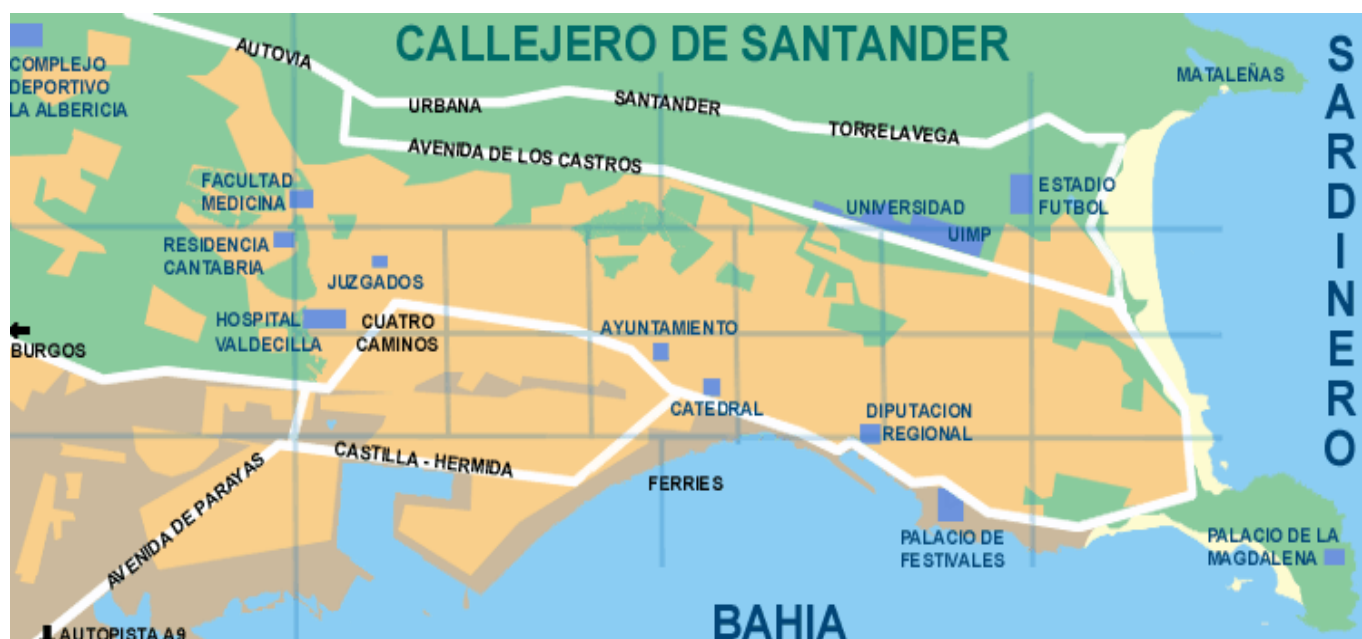 CALLEJERO DE SANTANDER
SARDINERO
COMPLEJO
DEPORTIVO
LA ALBERICIA
AUTOVIA
URBANA
SANTANDER
TORRELAVEGA
MATALEÑAS
AVENIDA DE LOS CASTROS
FACULTAD
MEDICINA
ESTADIO
FUTBOL
UNIVERSIDAD
UIMP
RESIDENCIA
CANTABRIA
JUZGADOS
HOSPITAL
VALDECILLA
CUATRO
CAMINOS
AYUNTAMIENTO
BURGOS
CATEDRAL
DIPUTACION
REGIONAL
CASTILLA - HERMIDA
FERRIES
AVENIDA DE PARAYAS
PALACIO DE
FESTIVALES
PALACIO DE LA
MAGDALENA
BAHIA
AUTOPISTA A9